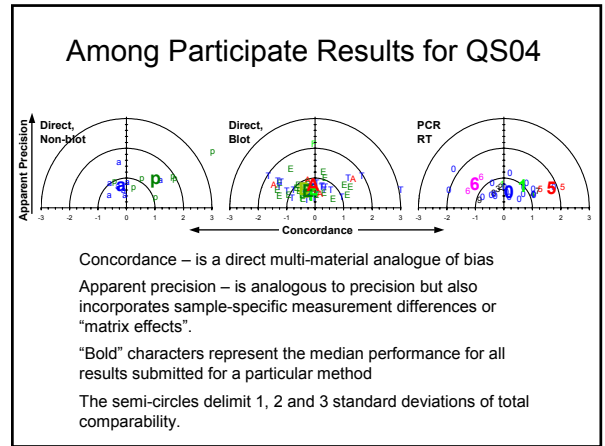 Among Participate Results for QS04
Apparent Precision
Direct,
Non-blot
Direct,
Blot
PCR
RT
-3 -2 -1 0 1 2 3
-3 -2 -1 0 1 2 3
-3 -2 -1 0 1 2 3
Concordance
Concordance – is a direct multi-material analogue of bias
Apparent precision – is analogous to precision but also
incorporates sample-specific measurement differences or
“matrix effects”.
“Bold” characters represent the median performance for all
results submitted for a particular method
The semi-circles delimit 1, 2 and 3 standard deviations of total
comparability.